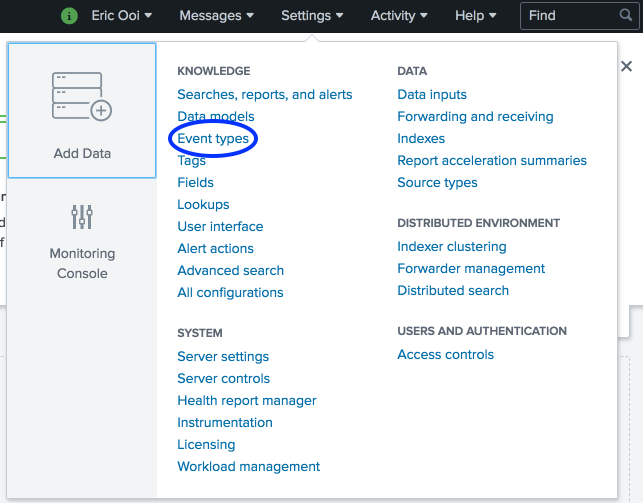 Eric Ooi Messages Settings Activity Help Find
Add Data
Monitoring
Console
KNOWLEDGE
Searches, reports, and alerts
Data models
Event types
Tags
Fields
Lookups
User interface
Alert actions
Advanced search
All configurations
SYSTEM
Server settings
Server controls
Health report manager
Instrumentation
Licensing
Workload management
DATA
Data inputs
Forwarding and receiving
Indexes
Report acceleration summaries
Source types
DISTRIBUTED ENVIRONMENT
Indexer clustering
Forwarder management
Distributed search
USERS AND AUTHENTICATION
Access controls